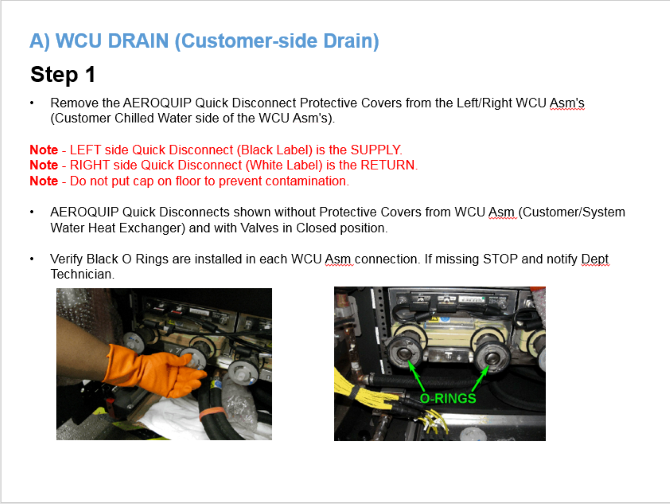 A) WCU DRAIN (Customer-side Drain)
Step 1
• Remove the AEROQUIP Quick Disconnect Protective Covers from the Left/Right WCU Asm's
(Customer Chilled Water side of the WCU Asm's).
Note - LEFT side Quick Disconnect (Black Label) is the SUPPLY.
Note - RIGHT side Quick Disconnect (White Label) is the RETURN.
Note - Do not put cap on floor to prevent contamination.
• AEROQUIP Quick Disconnects shown without Protective Covers from WCU Asm (Customer/System
Water Heat Exchanger) and with Valves in Closed position.
• Verify Black O Rings are installed in each WCU Asm connection. If missing STOP and notify Dept
Technician.
O-RINGS